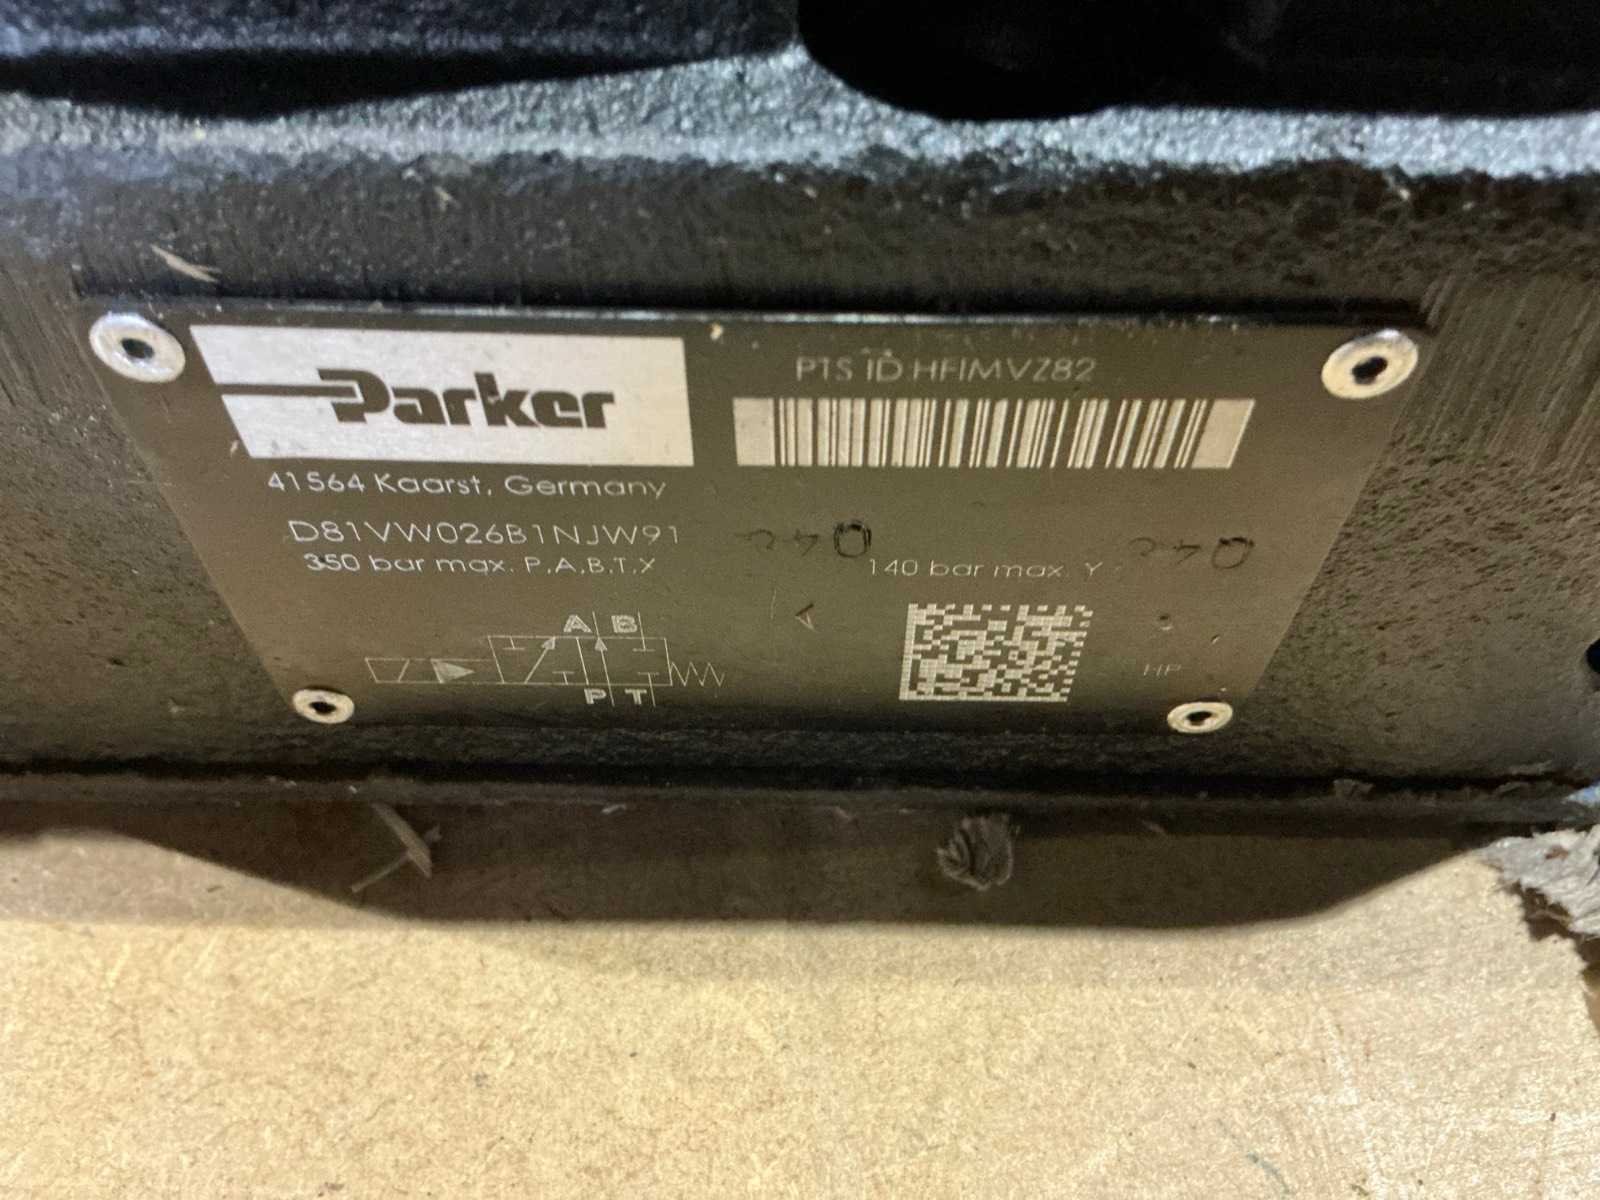 Parker
PTS ID HFIMVZ82
41564 Kaarst, Germany
D81VW026B1NJW91
350 bar max. P,A,B,T,X
140 bar max. Y
A B
P T
HP